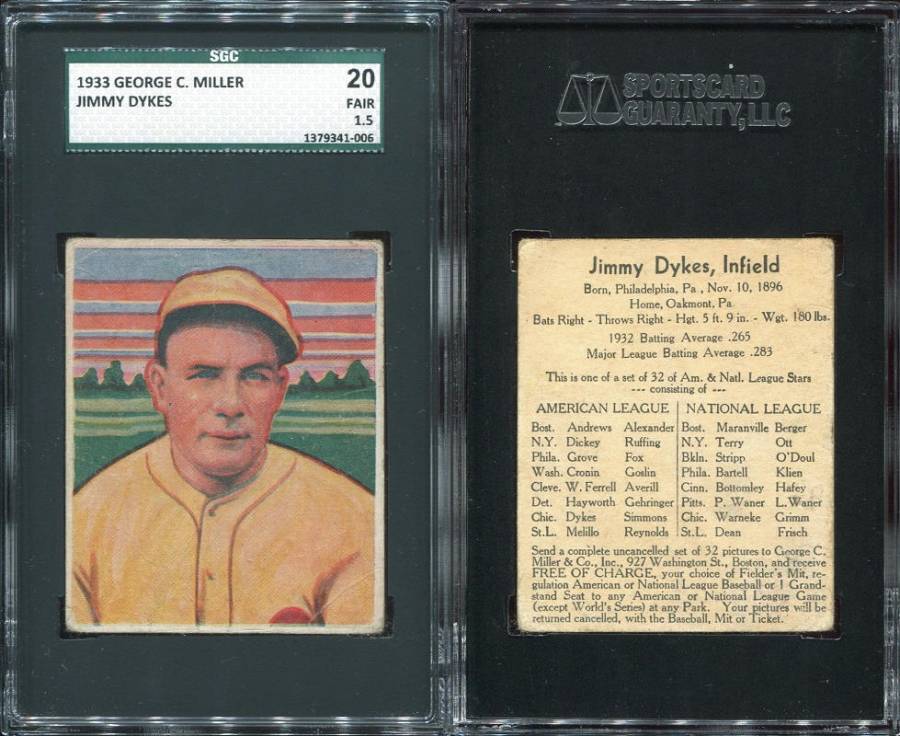 SGC
1933 GEORGE C. MILLER 20
JIMMY DYKES FAIR
1.5
1379341-006
SPORTSCARD
GUARANTY, LLC
Jimmy Dykes, Infield
Born, Philadelphia, Pa., Nov. 10, 1896
Home, Oakmont, Pa
Bats Right - Throws Right - Hgt. 5 ft. 9 in. - Wgt. 180 lbs.
1932 Batting Average .265
Major League Batting Average .283
This is one of a set of 32 of Am. & Natl. League Stars
--- consisting of ---
AMERICAN LEAGUE NATIONAL LEAGUE
Bost. Andrews Alexander Bost. Maranville Berger
N.Y. Dickey Ruffing N.Y. Terry Ott
Phila. Grove Fox Bkln. Stripp O'Doul
Wash. Cronin Goslin Phila. Bartell Klien
Cleve. W. Ferrell Averill Cinn. Bottomley Hafey
Det. Hayworth Gehringer Pitts. P. Waner L. Waner
Chic. Dykes Simmons Chic. Warneke Grimm
St.L. Melillo Reynolds St.L. Dean Frisch
Send a complete uncancelled set of 32 pictures to George C.
Miller & Co., Inc., 927 Washington St., Boston, and receive
FREE OF CHARGE, your choice of Fielder's Mit, re-
gulation American or National League Baseball or 1 Grand-
stand Seat to any American or National League Game
(except World's Series) at any Park. Your pictures will be
returned cancelled, with the Baseball, Mit or Ticket.